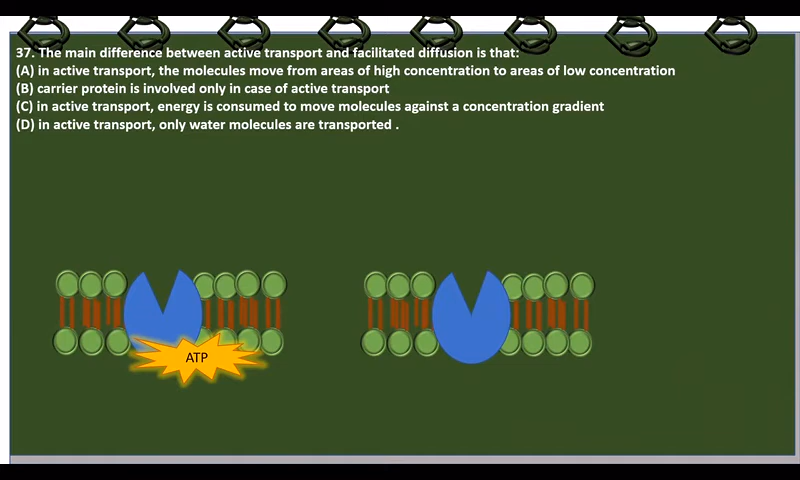 37. The main difference between active transport and facilitated diffusion is that:
(A) in active transport, the molecules move from areas of high concentration to areas of low concentration
(B) carrier protein is involved only in case of active transport
(C) in active transport, energy is consumed to move molecules against a concentration gradient
(D) in active transport, only water molecules are transported .
ATP